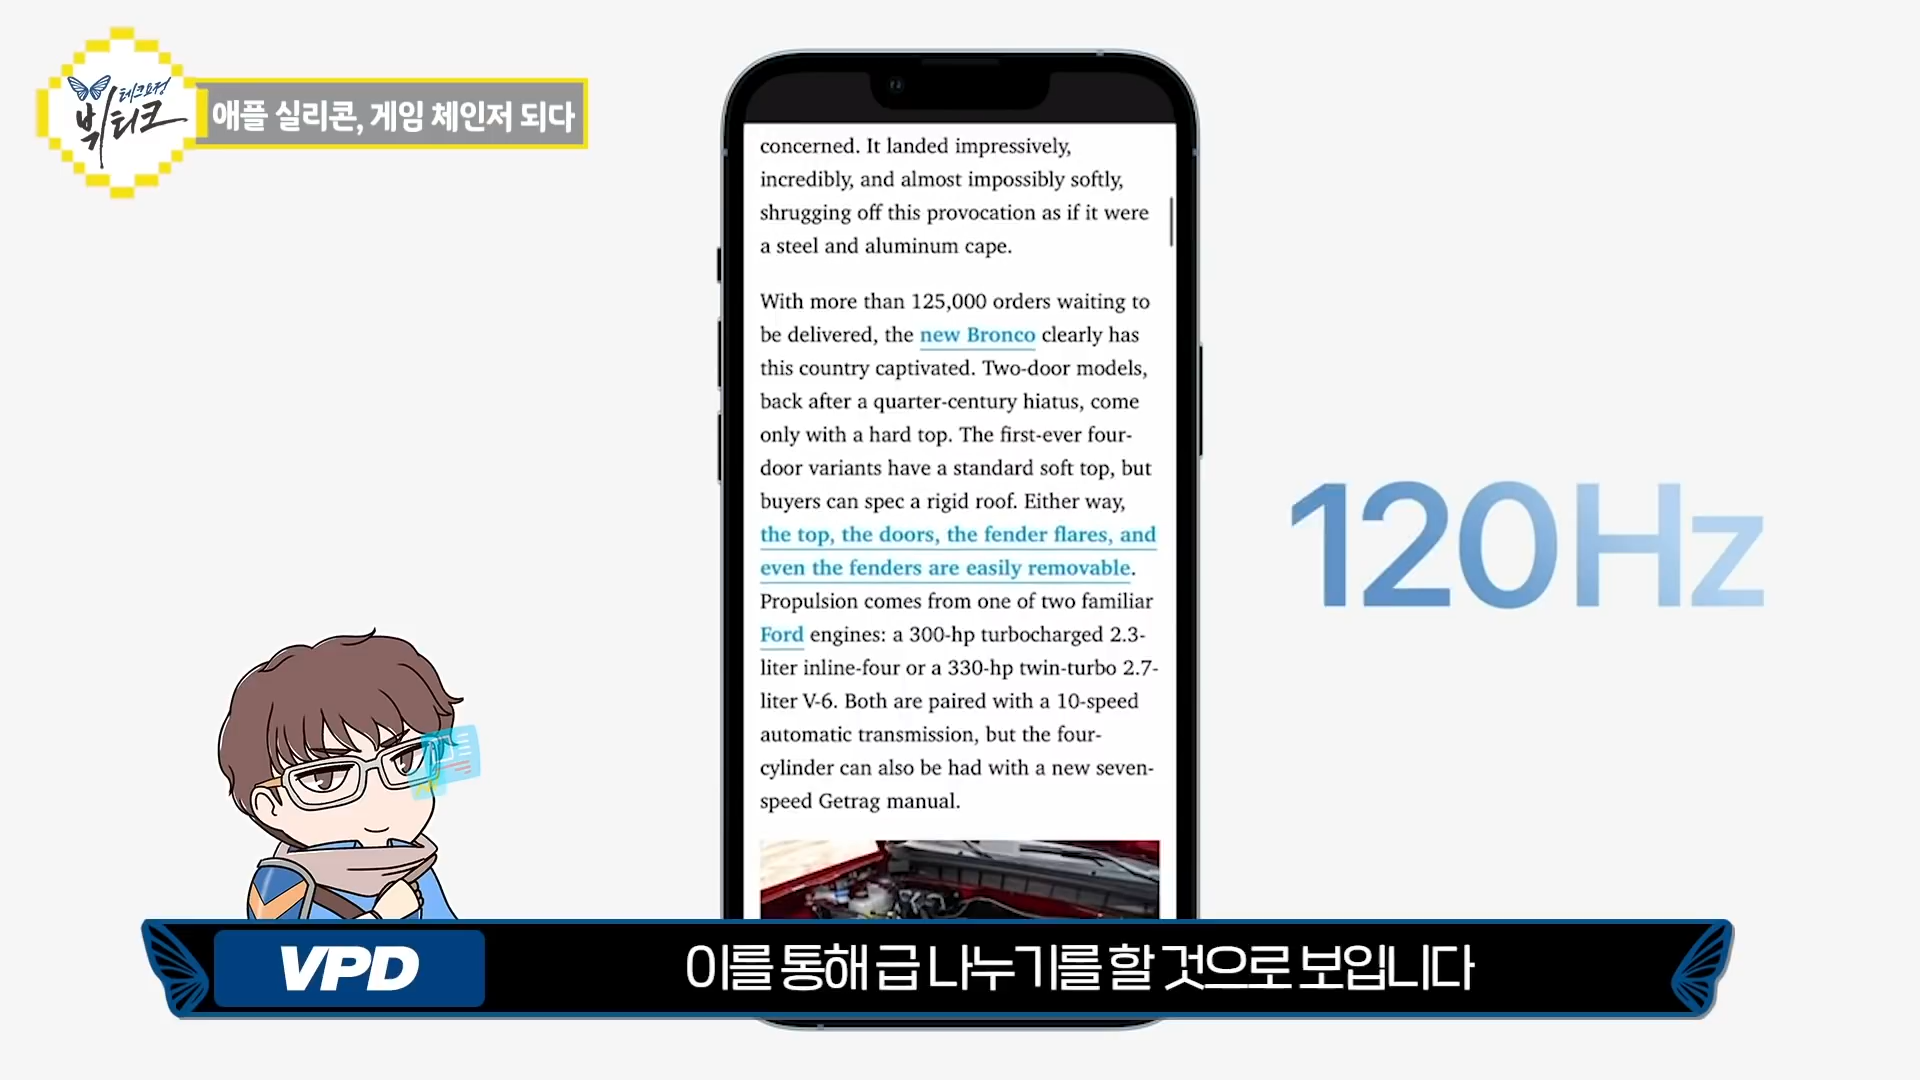 테크요정
빅테크
애플 실리콘, 게임 체인저 되다
concerned. It landed impressively,
incredibly, and almost impossibly softly,
shrugging off this provocation as if it were
a steel and aluminum cape.
With more than 125,000 orders waiting to
be delivered, the new Bronco clearly has
this country captivated. Two-door models,
back after a quarter-century hiatus, come
only with a hard top. The first-ever four-
door variants have a standard soft top, but
buyers can spec a rigid roof. Either way,
the top, the doors, the fender flares, and
even the fenders are easily removable.
Propulsion comes from one of two familiar
Ford engines: a 300-hp turbocharged 2.3-
liter inline-four or a 330-hp twin-turbo 2.7-
liter V-6. Both are paired with a 10-speed
automatic transmission, but the four-
cylinder can also be had with a new seven-
speed Getrag manual.
120Hz
VPD
이를 통해 급 나누기를 할 것으로 보입니다